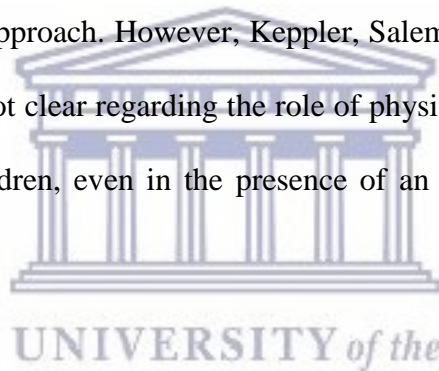 pproach. However, Keppler, Salem
ot clear regarding the role of physi
dren, even in the presence of an
UNIVERSITY of the